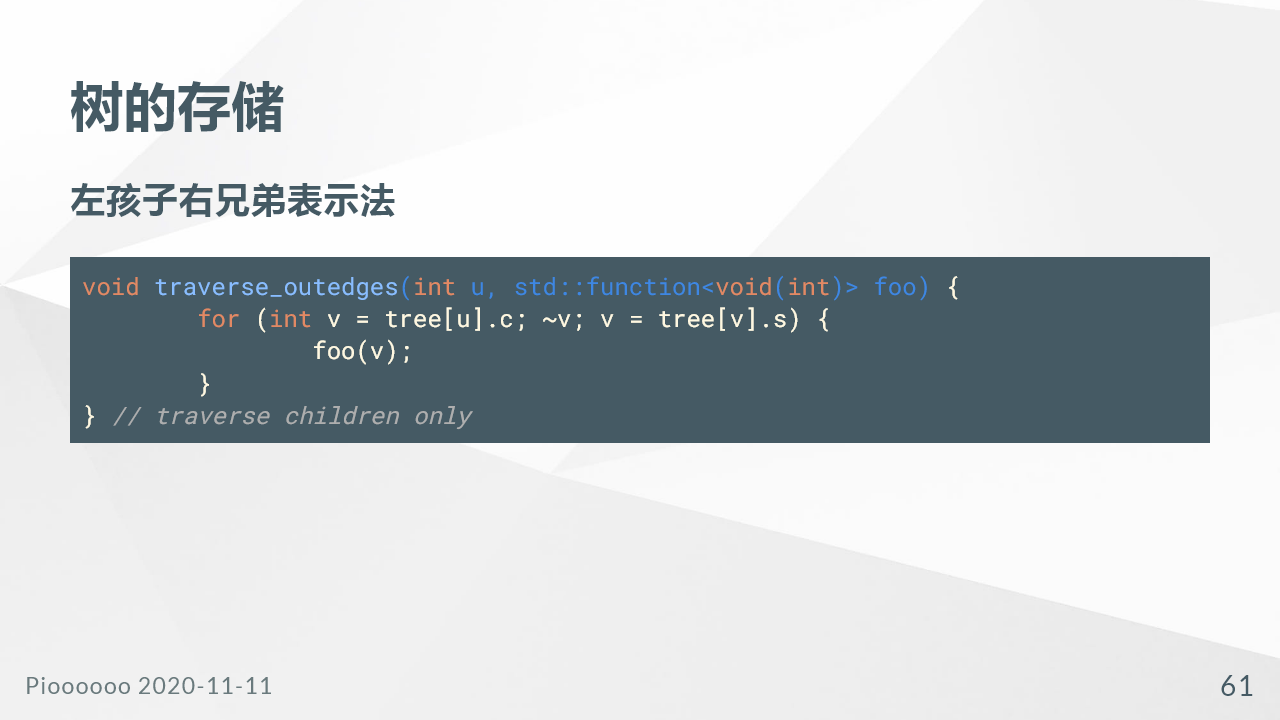 树的存储
左孩子右兄弟表示法
void traverse_outedges(int u, std::function<void(int)> foo) {
        for (int v = tree[u].c; ~v; v = tree[v].s) {
                foo(v);
        }
} // traverse children only
Pioooooo 2020-11-11
61